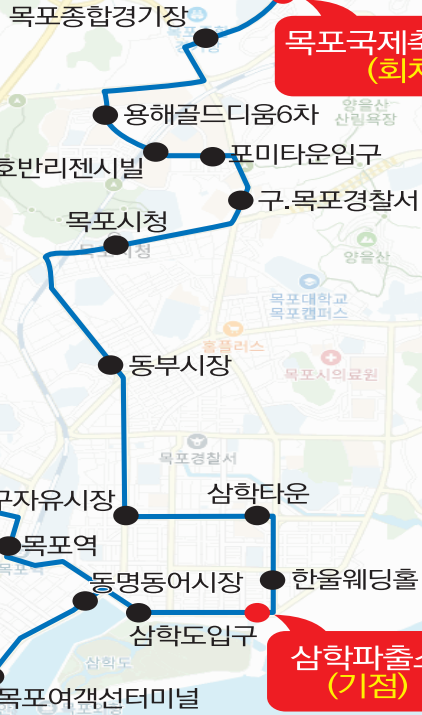 목포종합경기장
목포국제축
(회차
용해골드디움6차
양을산
산림욕장
호반리젠시빌
포미타운입구
구.목포경찰서
목포시청
양을산
목포대학교
목포캠퍼스
홈플러스
동부시장
목포시의료원
목포경찰서
구자유시장
삼학타운
목포역
동명동어시장
한울웨딩홀
삼학도입구
삼학파출소
(기점)
삼학도
목포여객선터미널